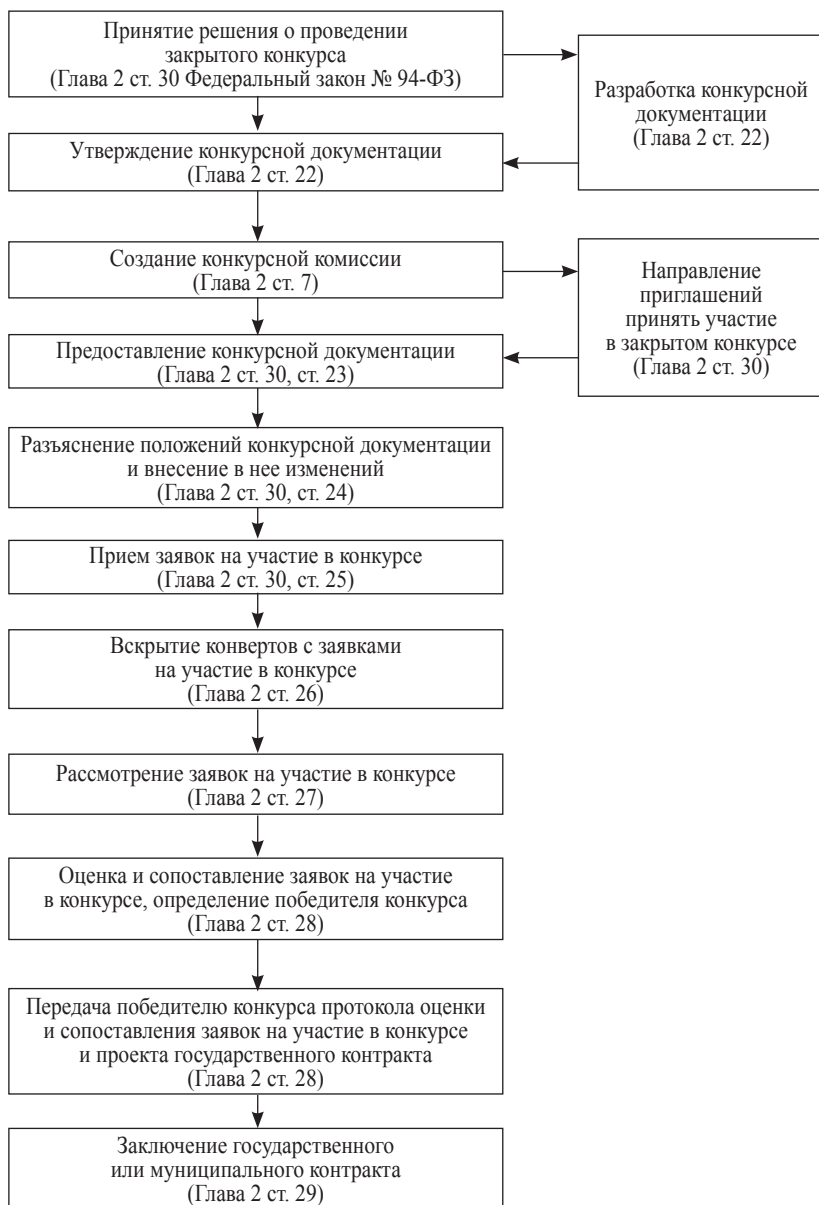 Принятие решения о проведении
закрытого конкурса
(Глава 2 ст. 30 Федеральный закон № 94-ФЗ)
Разработка конкурсной
документации
(Глава 2 ст. 22)
Утверждение конкурсной документации
(Глава 2 ст. 22)
Создание конкурсной комиссии
(Глава 2 ст. 7)
Направление
приглашений
принять участие
в закрытом конкурсе
(Глава 2 ст. 30)
Предоставление конкурсной документации
(Глава 2 ст. 30, ст. 23)
Разъяснение положений конкурсной документации
и внесение в нее изменений
(Глава 2 ст. 30, ст. 24)
Прием заявок на участие в конкурсе
(Глава 2 ст. 30, ст. 25)
Вскрытие конвертов с заявками
на участие в конкурсе
(Глава 2 ст. 26)
Рассмотрение заявок на участие в конкурсе
(Глава 2 ст. 27)
Оценка и сопоставление заявок на участие
в конкурсе, определение победителя конкурса
(Глава 2 ст. 28)
Передача победителю конкурса протокола оценки
и сопоставления заявок на участие в конкурсе
и проекта государственного контракта
(Глава 2 ст. 28)
Заключение государственного
или муниципального контракта
(Глава 2 ст. 29)